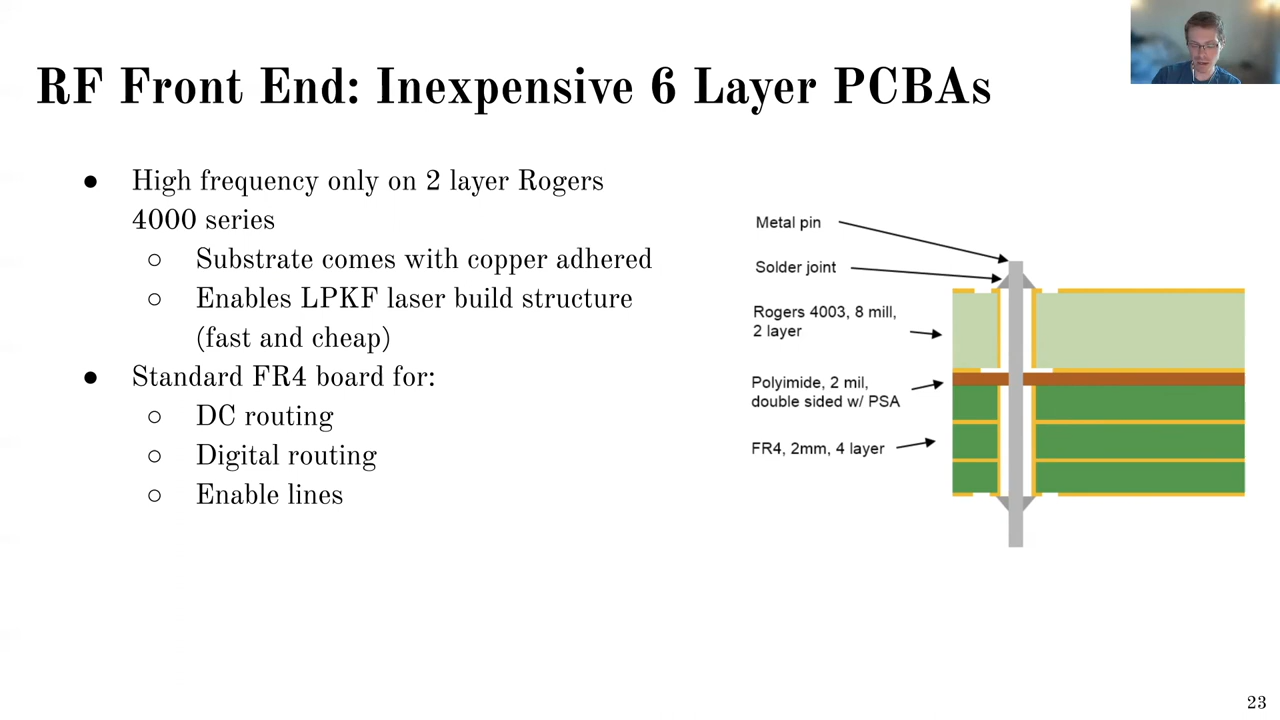 RF Front End: Inexpensive 6 Layer PCBAs
● High frequency only on 2 layer Rogers
4000 series
○ Substrate comes with copper adhered
○ Enables LPKF laser build structure
(fast and cheap)
● Standard FR4 board for:
○ DC routing
○ Digital routing
○ Enable lines
Metal pin
Solder joint
Rogers 4003, 8 mill,
2 layer
Polyimide, 2 mil,
double sided w/ PSA
FR4, 2mm, 4 layer
23